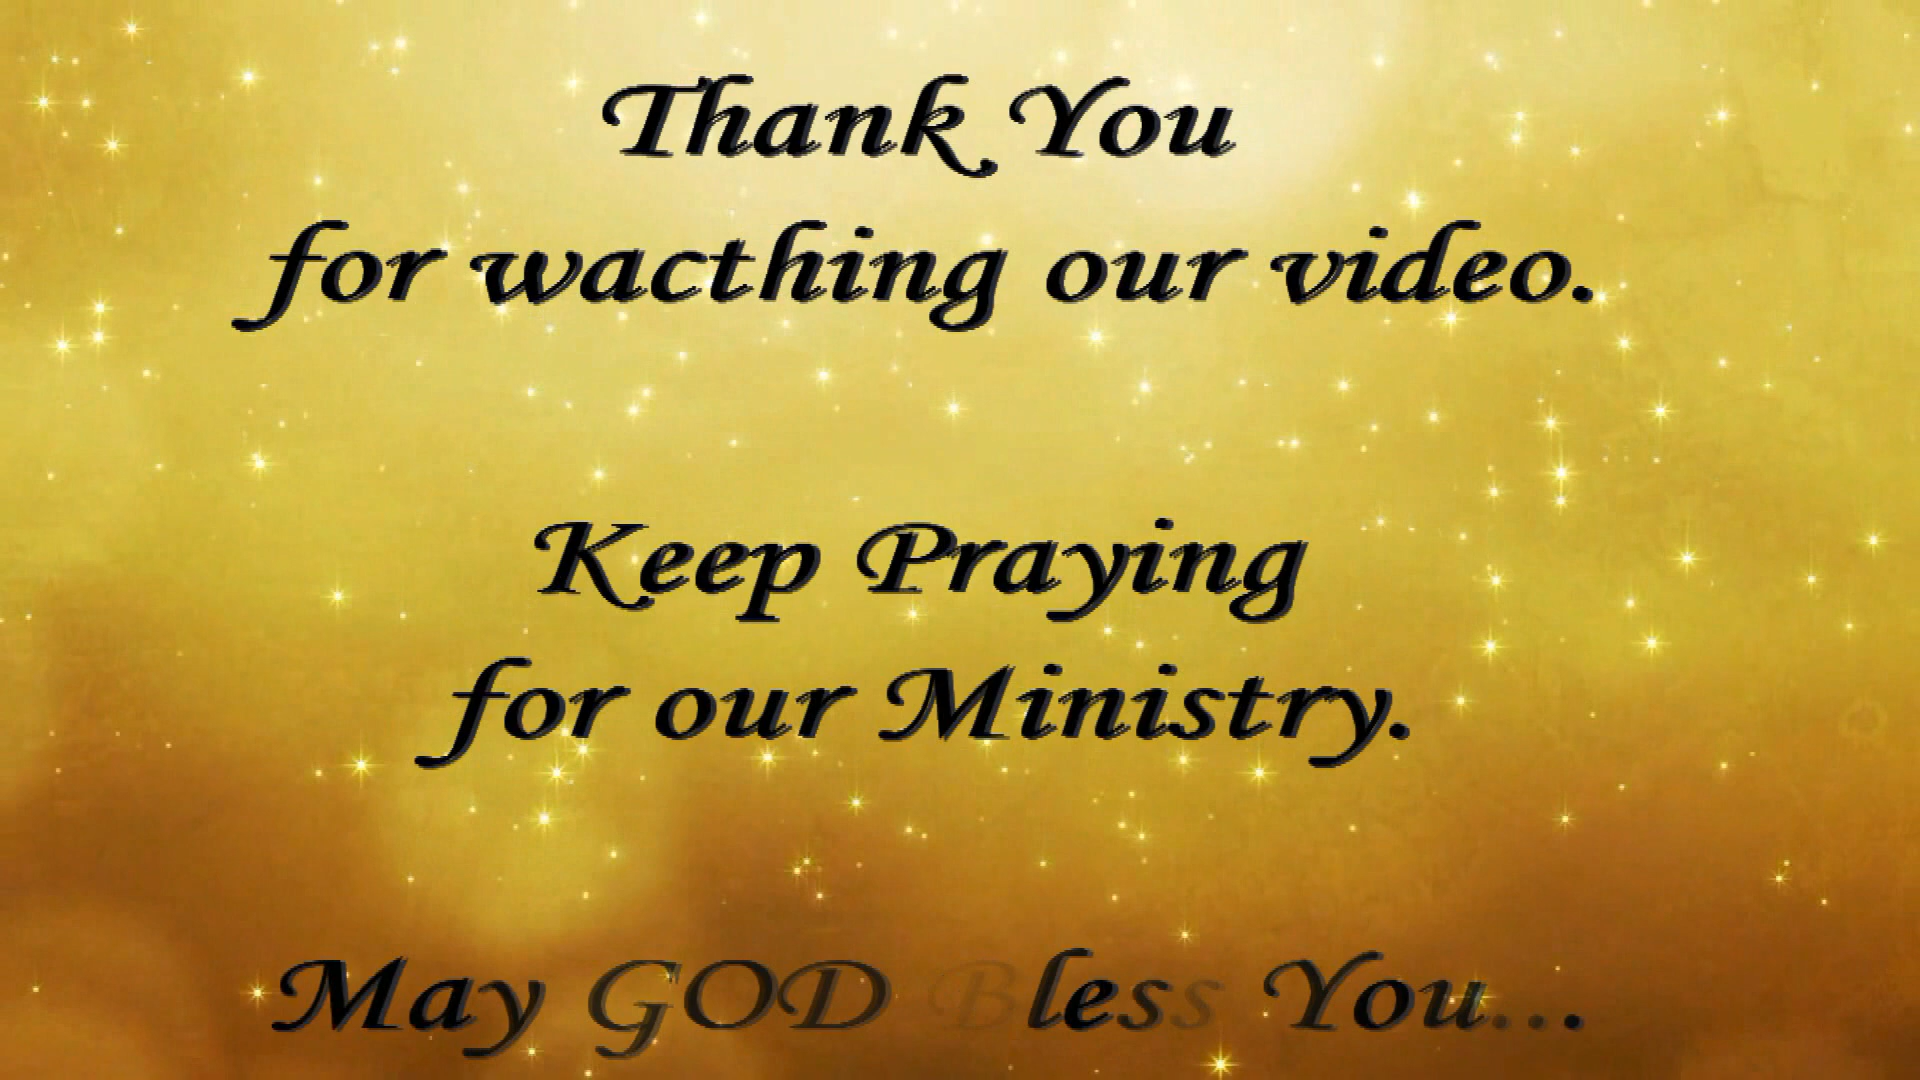 Thank You
for wacthing our video.
Keep Praying
for our Ministry.
May GOD Bless You...